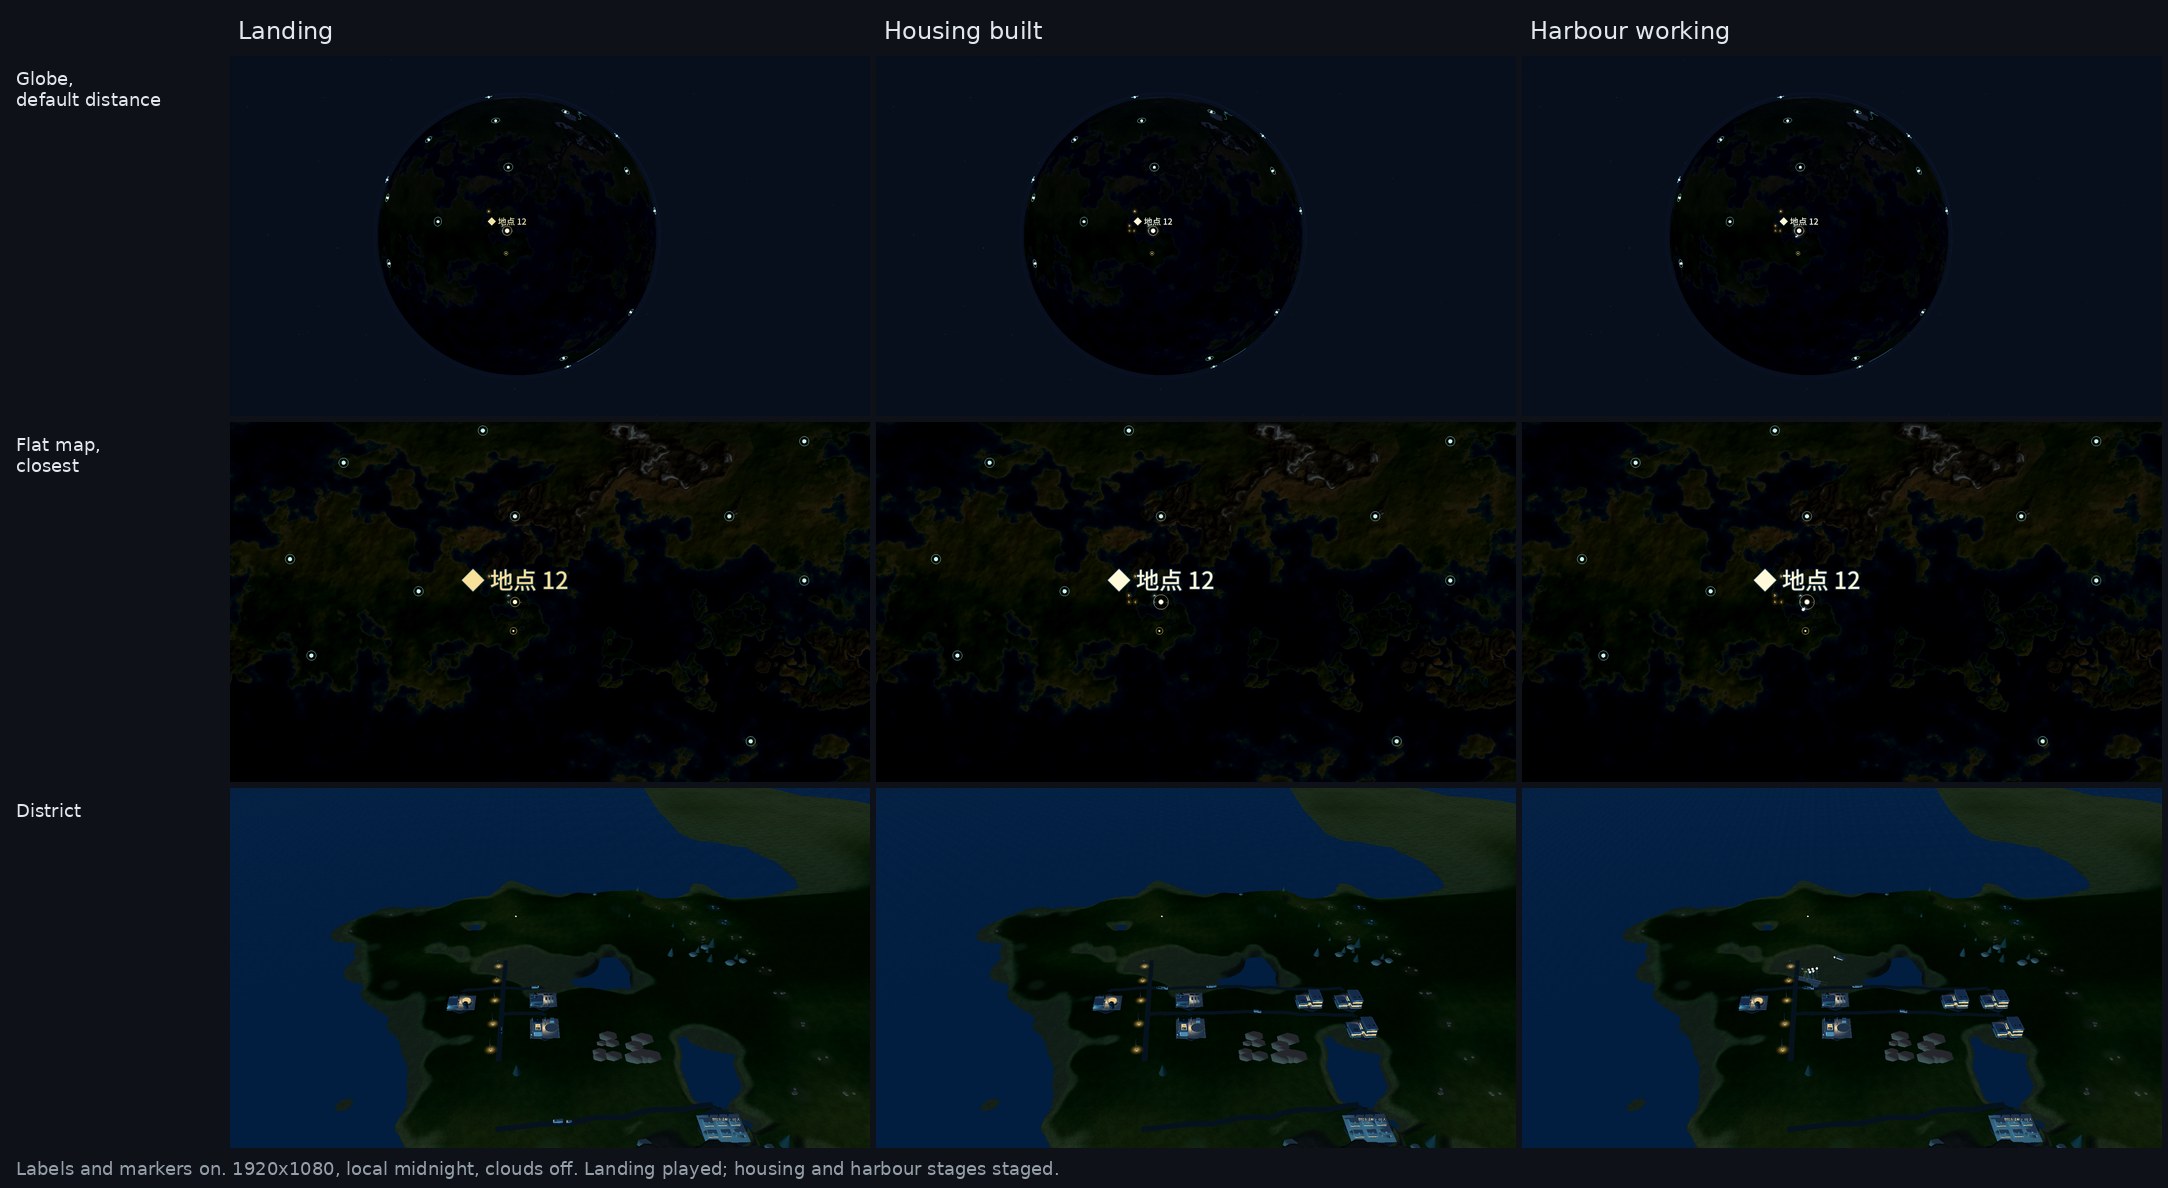 Landing
Housing built
Harbour working
Globe,
default distance
地点 12
地点 12
地点 12
Flat map,
closest
地点 12
地点 12
地点 12
District
Labels and markers on. 1920x1080, local midnight, clouds off. Landing played; housing and harbour stages staged.